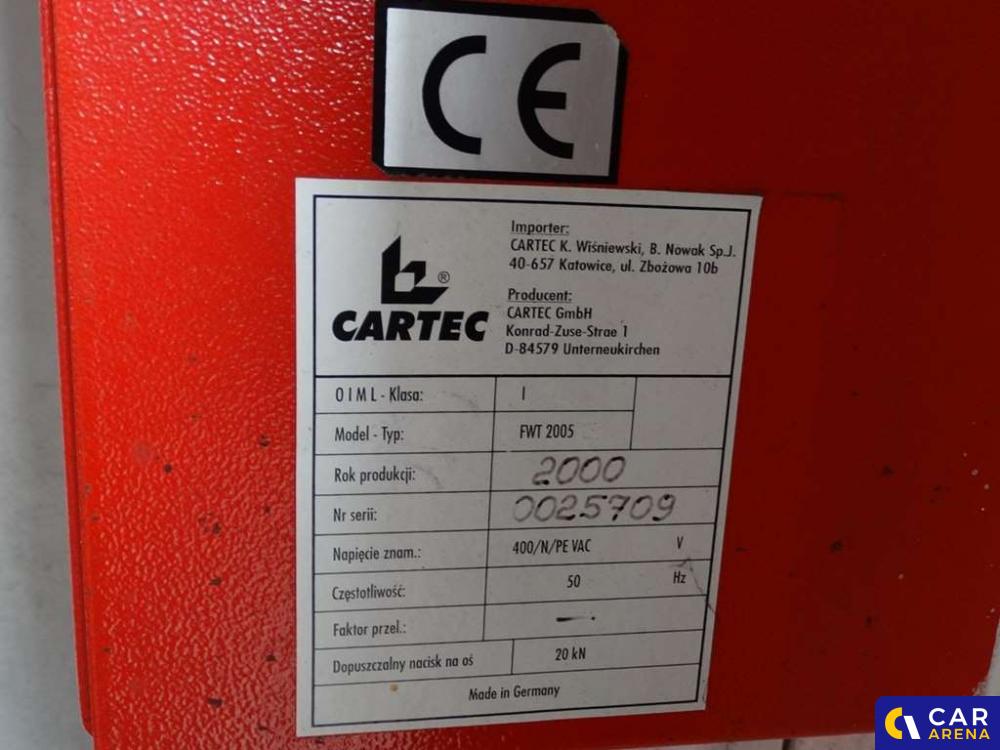 CE
CARTEC®
Importer:
CARTEC K. Wiśniewski, B. Nowak Sp.J.
40-657 Katowice, ul. Zbożowa 10b
Producent:
CARTEC GmbH
Konrad-Zuse-Strae 1
D-84579 Unterneukirchen
O I M L - Klasa: I
Model - Typ: FWT 2005
Rok produkcji: 2000
Nr serii: 0025709
Napięcie znam.: 400/N/PE VAC V
Częstotliwość: 50 Hz
Faktor przel.: —
Dopuszczalny nacisk na oś 20 kN
Made in Germany
CAR
ARENA